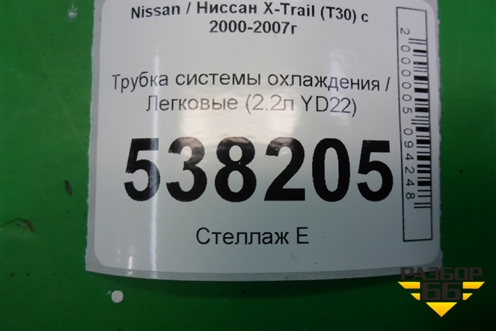 Nissan / Ниссан X-Trail (T30) с
2000-2007г
Трубка системы охлаждения /
Легковые (2.2л YD22)
538205
Стеллаж Е
2000005094248
РАЗБОР
66